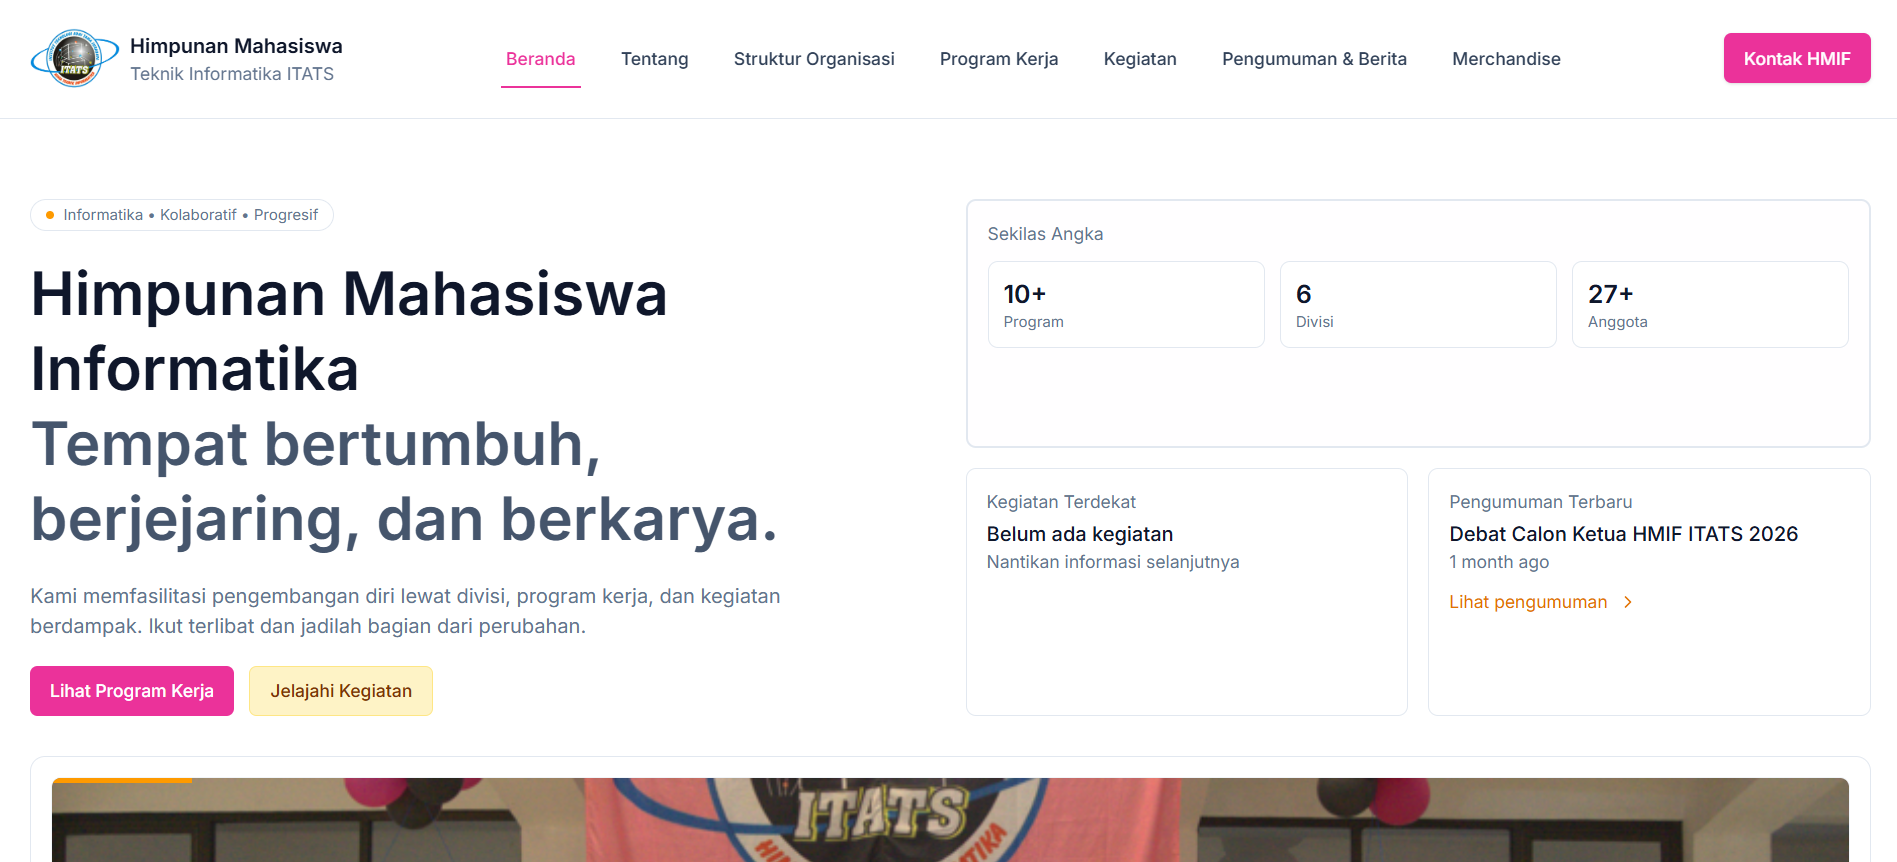 ITATS
Himpunan Mahasiswa
Teknik Informatika ITATS
Beranda
Tentang
Struktur Organisasi
Program Kerja
Kegiatan
Pengumuman & Berita
Merchandise
Kontak HMIF
Informatika • Kolaboratif • Progresif
Himpunan Mahasiswa
Informatika
Tempat bertumbuh,
berjejaring, dan berkarya.
Kami memfasilitasi pengembangan diri lewat divisi, program kerja, dan kegiatan
berdampak. Ikut terlibat dan jadilah bagian dari perubahan.
Lihat Program Kerja
Jelajahi Kegiatan
Sekilas Angka
10+
Program
6
Divisi
27+
Anggota
Kegiatan Terdekat
Belum ada kegiatan
Nantikan informasi selanjutnya
Pengumuman Terbaru
Debat Calon Ketua HMIF ITATS 2026
1 month ago
Lihat pengumuman
ITATS